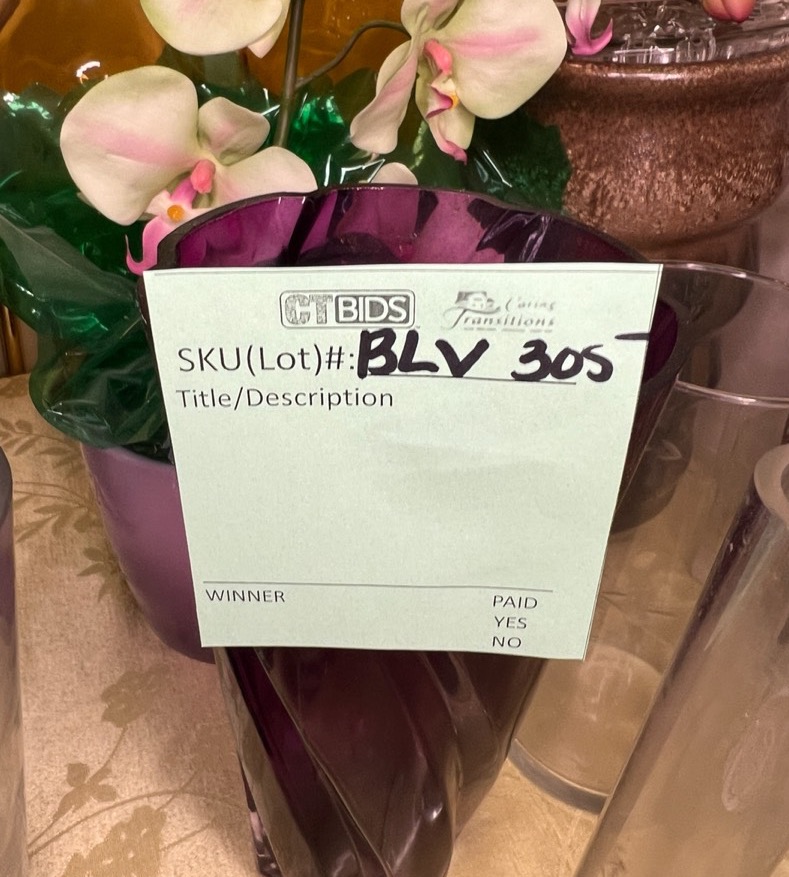 CTBIDS Caring Transitions
SKU(Lot)#: BLV 305
Title/Description
WINNER PAID
YES
NO